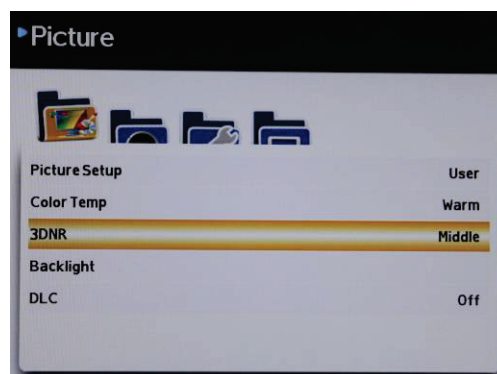 Picture
Picture Setup User
Color Temp Warm
3DNR Middle
Backlight
DLC Off